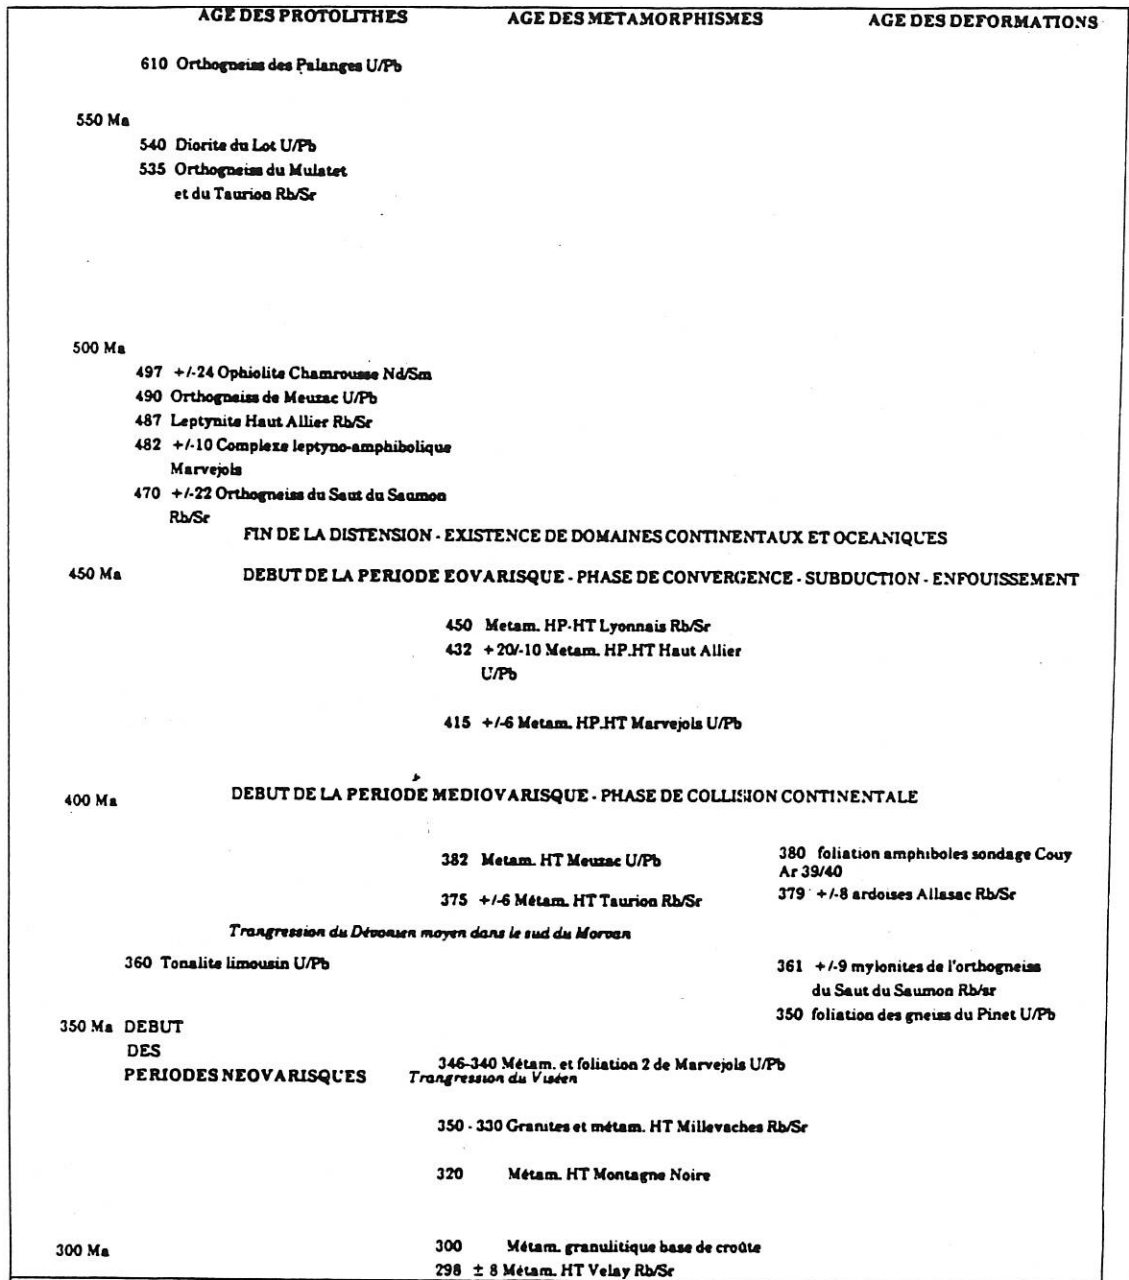 AGE DES PROTOLITHES AGE DES METAMORPHISMES AGE DES DEFORMATIONS
610 Orthogneiss des Palanges U/Pb
550 Ma
540 Diorite du Lot U/Pb
535 Orthogneiss du Mulatet
et du Taurion Rb/Sr
500 Ma
497 +/-24 Ophiolite Chamrousse Nd/Sm
490 Orthogneiss de Meuzac U/Pb
487 Leptynite Haut Allier Rb/Sr
482 +/-10 Complexe leptyno-amphibolique
Marvejols
470 +/-22 Orthogneiss du Saut du Saumon
Rb/Sr
FIN DE LA DISTENSION - EXISTENCE DE DOMAINES CONTINENTAUX ET OCEANIQUES
450 Ma DEBUT DE LA PERIODE EOVARISQUE - PHASE DE CONVERGENCE - SUBDUCTION - ENFOUISSEMENT
450 Metam. HP-HT Lyonnais Rb/Sr
432 +20/-10 Metam. HP.HT Haut Allier
U/Pb
415 +/-6 Metam. HP.HT Marvejols U/Pb
400 Ma DEBUT DE LA PERIODE MEDIOVARISQUE - PHASE DE COLLISION CONTINENTALE
382 Metam. HT Meuzac U/Pb
380 foliation amphiboles sondage Couy
Ar 39/40
375 +/-6 Métam. HT Taurion Rb/Sr
379 +/-8 ardoises Allasac Rb/Sr
Trangression du Dévonien moyen dans le sud du Morvan
360 Tonalite limousin U/Pb
361 +/-9 mylonites de l'orthogneiss
du Saut du Saumon Rb/sr
350 foliation des gneiss du Pinet U/Pb
350 Ma DEBUT
DES
PERIODES NEOVARISQUES
346-340 Métam. et foliation 2 de Marvejols U/Pb
Trangression du Viséen
350 - 330 Granites et métam. HT Millevaches Rb/Sr
320 Métam. HT Montagne Noire
300 Ma
300 Métam. granulitique base de croûte
298 ± 8 Métam. HT Velay Rb/Sr